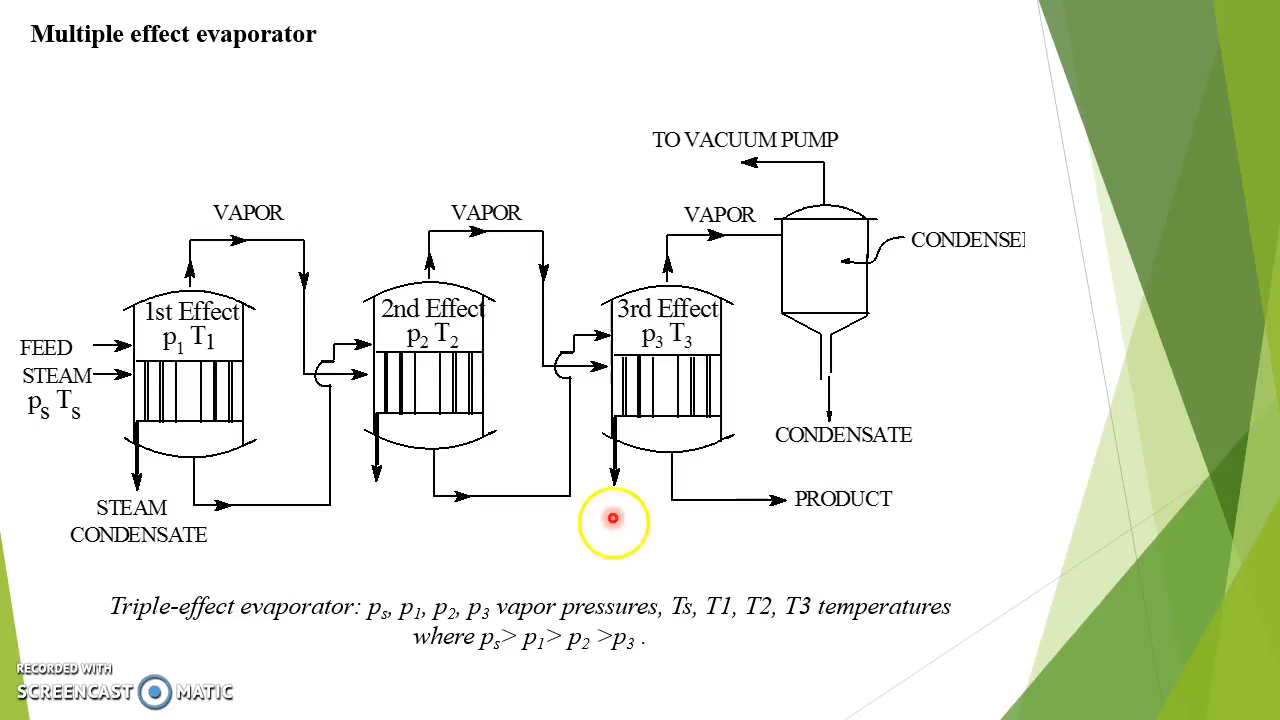 Multiple effect evaporator
TO VACUUM PUMP
VAPOR
VAPOR
VAPOR
CONDENSE
1st Effect
p₁ T₁
2nd Effect
p₂ T₂
3rd Effect
p₃ T₃
FEED
STEAM
pₛ Tₛ
STEAM
CONDENSATE
CONDENSATE
PRODUCT
Triple-effect evaporator: pₛ, p₁, p₂, p₃ vapor pressures, Ts, T1, T2, T3 temperatures
where pₛ> p₁> p₂ >p₃ .
RECORDED WITH
SCREENCAST MATIC